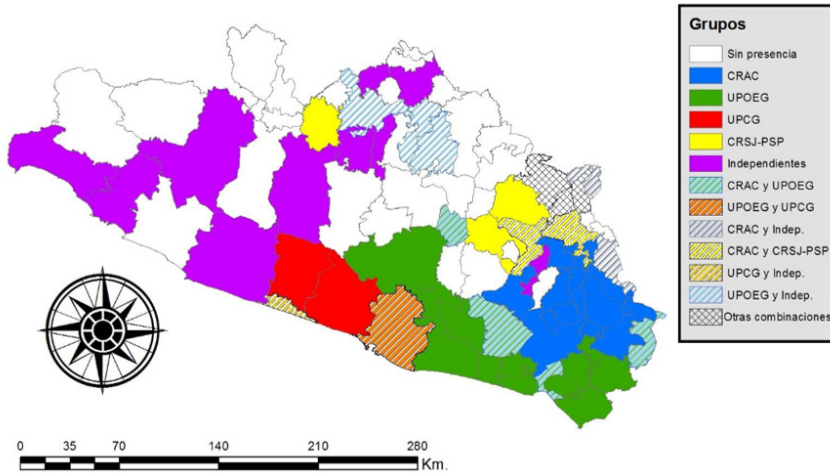 Grupos
Sin presencia
CRAC
UPOEG
UPCG
CRSJ-PSP
Independientes
CRAC y UPOEG
UPOEG y UPCG
CRAC y Indep.
CRAC y CRSJ-PSP
UPCG y Indep.
UPOEG y Indep.
Otras combinaciones
0 35 70 140 210 280
Km.